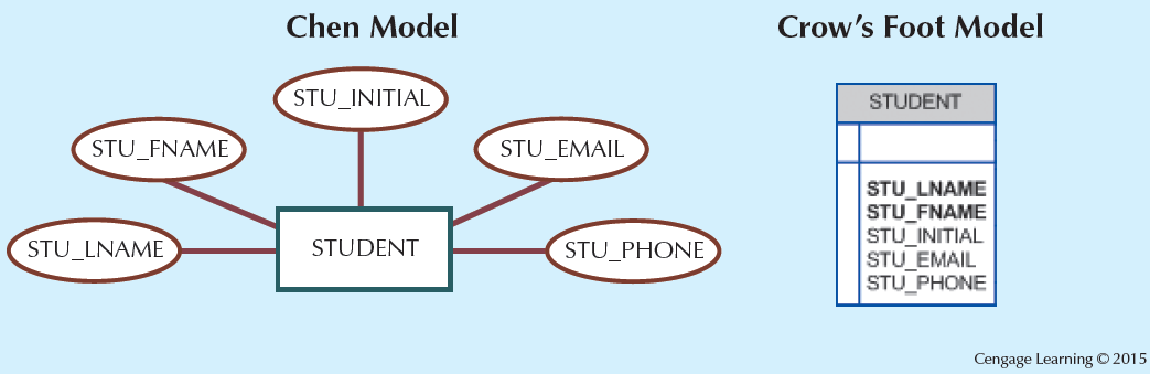 Chen Model
STU_INITIAL
STU_FNAME
STU_EMAIL
STU_LNAME
STUDENT
STU_PHONE
Crow's Foot Model
STUDENT
STU_LNAME
STU_FNAME
STU_INITIAL
STU_EMAIL
STU_PHONE
Cengage Learning © 2015